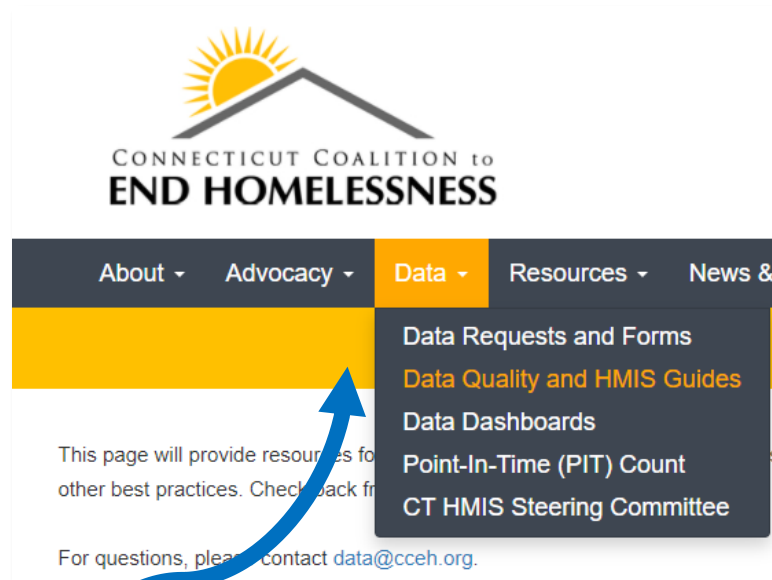 CONNECTICUT COALITION to
END HOMELESSNESS
About Advocacy Data Resources News &
Data Requests and Forms
Data Quality and HMIS Guides
Data Dashboards
Point-In-Time (PIT) Count
CT HMIS Steering Committee
This page will provide
other best practices. Check back
For questions, please contact data@cceh.org.